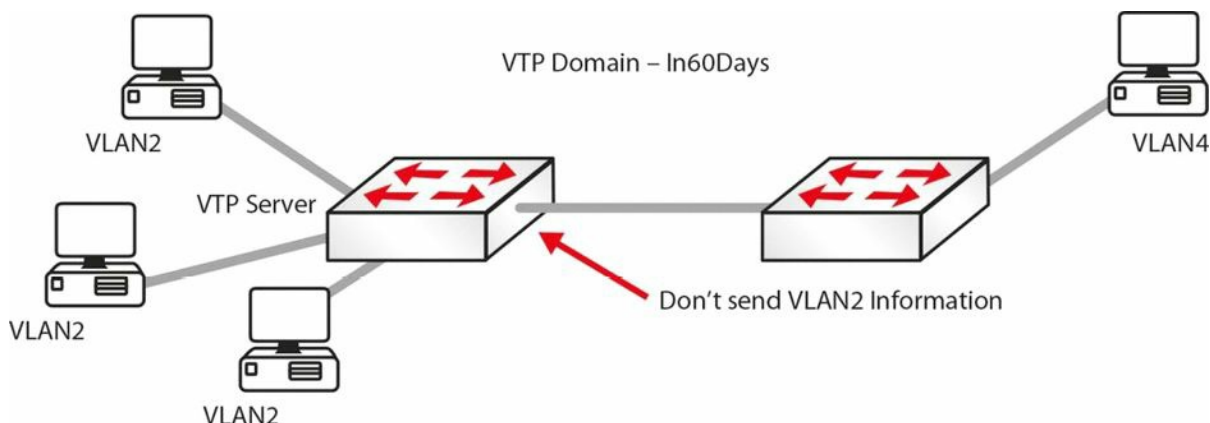 VTP Domain – In60Days
VLAN2
VLAN4
VTP Server
VLAN2
Don’t send VLAN2 Information
VLAN2